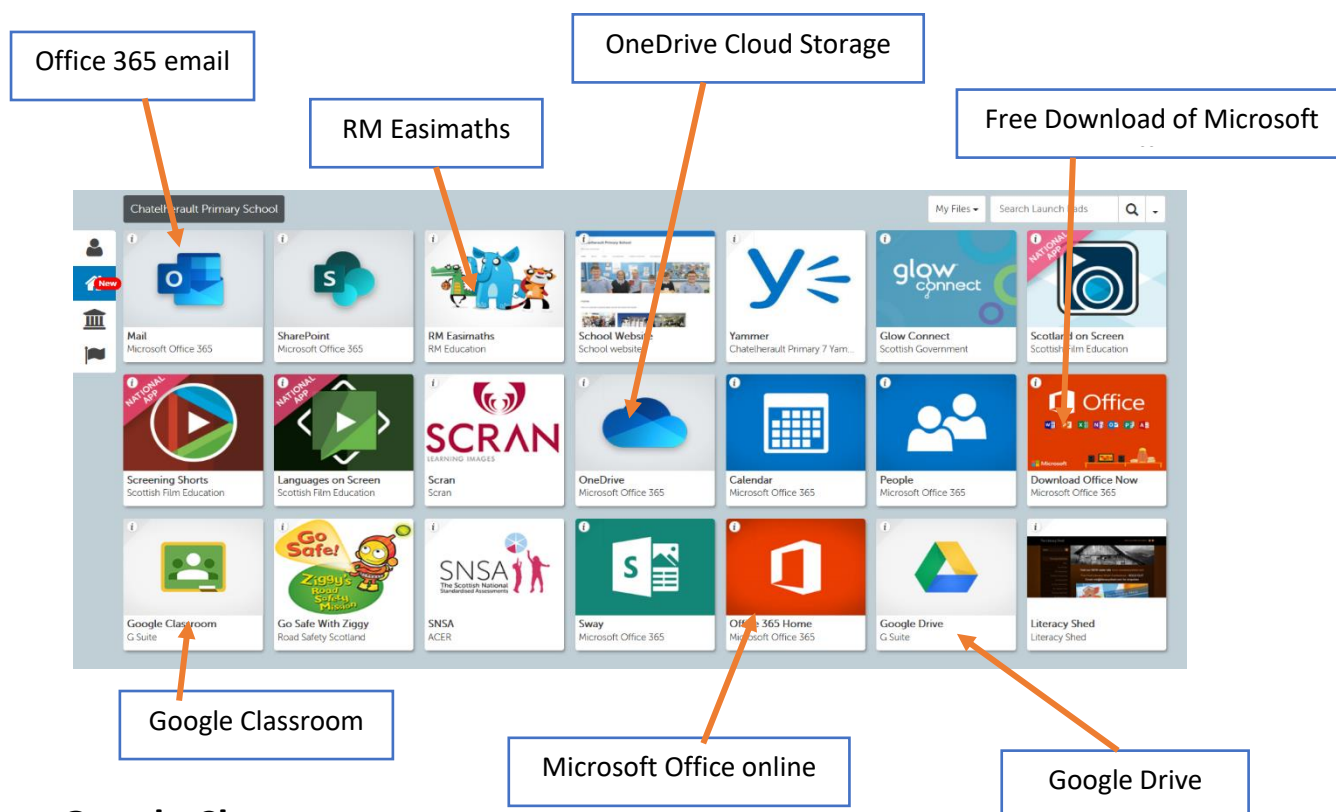 OneDrive Cloud Storage
Office 365 email
RM Easimaths
Free Download of Microsoft
Chatelherault Primary School
My Files
Search Launch Pads
New
Mail
Microsoft Office 365
SharePoint
Microsoft Office 365
RM Easimaths
RM Education
School Website
School website
Yammer
Chatelherault Primary 7 Yam...
glow
connect
Glow Connect
Scottish Government
NATIONAL
APP
Scotland on Screen
Scottish Film Education
NATIONAL
APP
Screening Shorts
Scottish Film Education
NATIONAL
APP
Languages on Screen
Scottish Film Education
SCRAN
LEARNING IMAGES
Scran
Scran
OneDrive
Microsoft Office 365
Calendar
Microsoft Office 365
People
Microsoft Office 365
Office
Microsoft
Download Office Now
Microsoft Office 365
Google Classroom
G Suite
Go
Safe!
Ziggy's
Road
Safety
Mission
Go Safe With Ziggy
Road Safety Scotland
SNSA
The Scottish National
Standardised Assessments
SNSA
ACER
Sway
Microsoft Office 365
Office 365 Home
Microsoft Office 365
Google Drive
G Suite
Literacy Shed
Literacy Shed
Google Classroom
Microsoft Office online
Google Drive